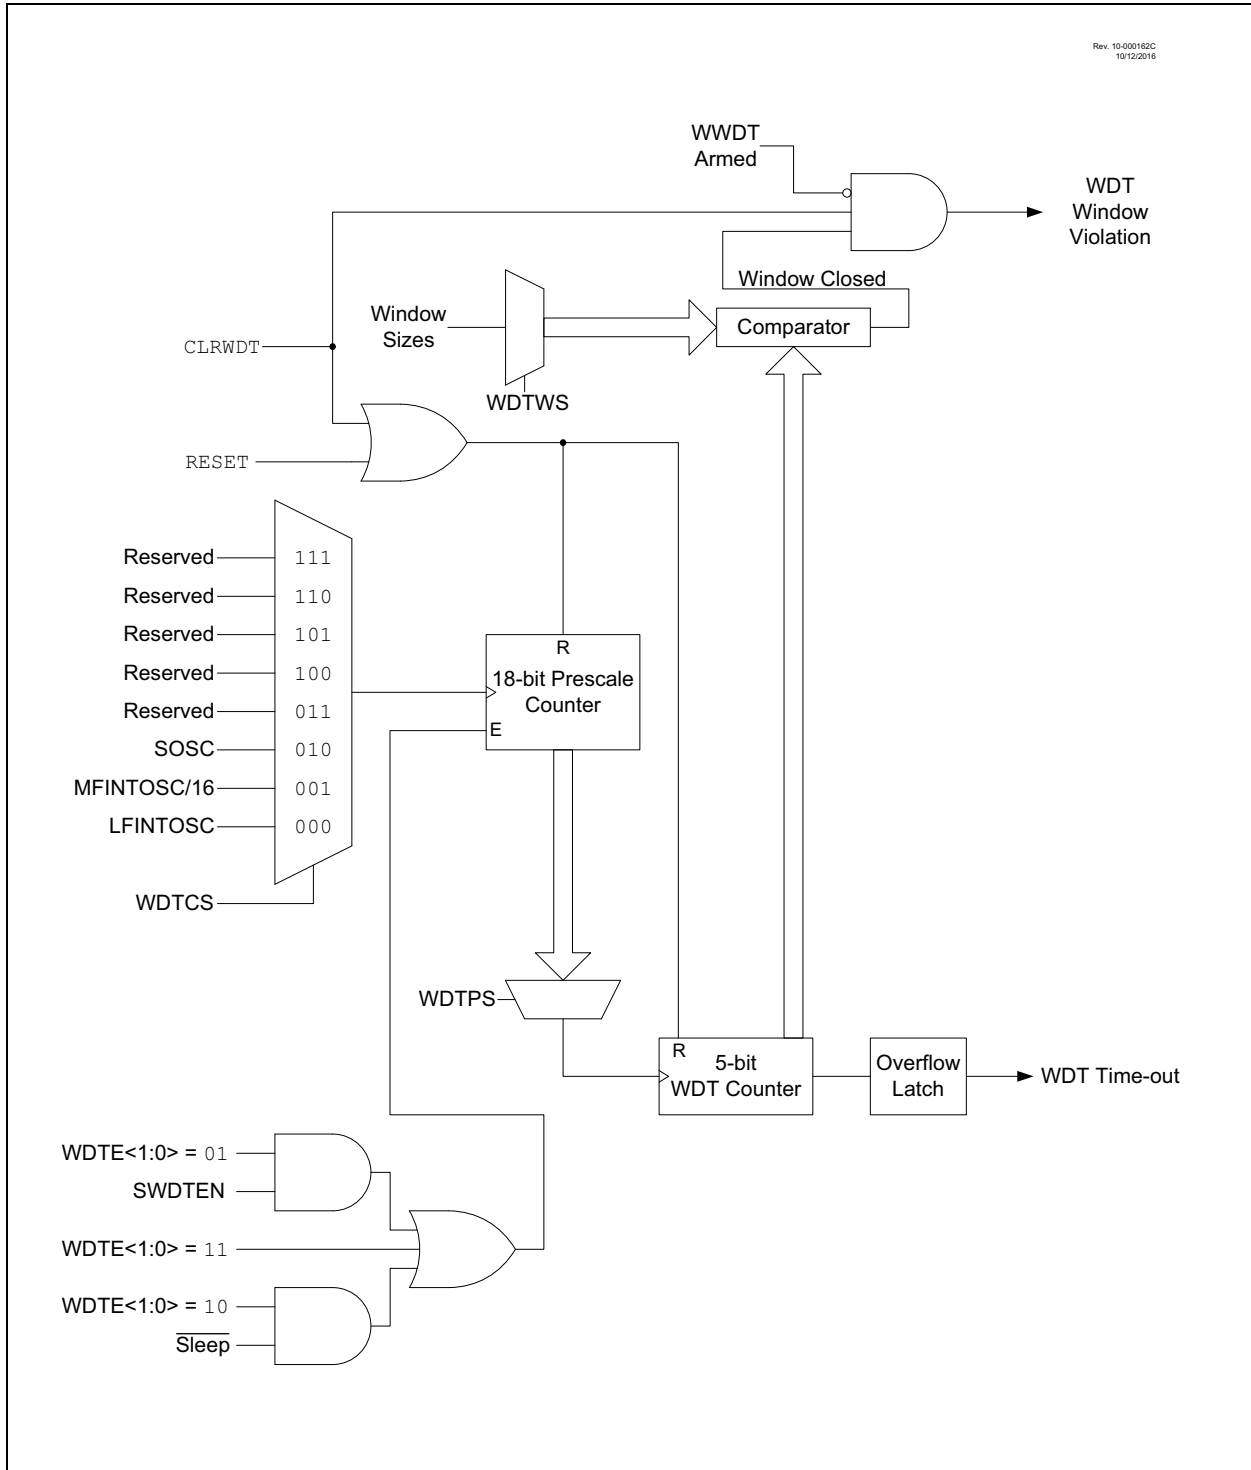 Rev. 10-000162C
10/12/2016
WWDT
Armed
WDT
Window
Violation
Window Closed
Window
Sizes
Comparator
CLRWDT
WDTWS
RESET
Reserved 111
Reserved 110
Reserved 101
Reserved 100
Reserved 011
SOSC 010
MFINTOSC/16 001
LFINTOSC 000
WDTCS
R
18-bit Prescale
Counter
E
WDTPS
R
5-bit
WDT Counter
Overflow
Latch
WDT Time-out
WDTE<1:0> = 01
SWDTEN
WDTE<1:0> = 11
WDTE<1:0> = 10
Sleep